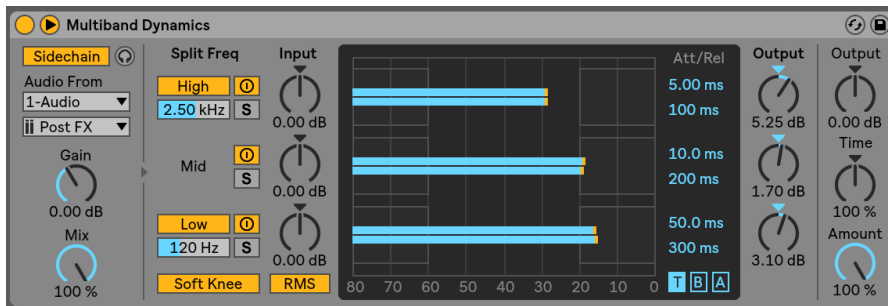 Multiband Dynamics
Sidechain
Audio From
1-Audio
Post FX
Gain
0.00 dB
Mix
100 %
Split Freq
High
2.50 kHz
S
Mid
S
Low
120 Hz
S
Soft Knee
Input
0.00 dB
0.00 dB
0.00 dB
RMS
80 70 60 50 40 30 20 10 0
Att/Rel
5.00 ms
100 ms
10.0 ms
200 ms
50.0 ms
300 ms
T B A
Output
5.25 dB
1.70 dB
3.10 dB
Output
0.00 dB
Time
100 %
Amount
100 %